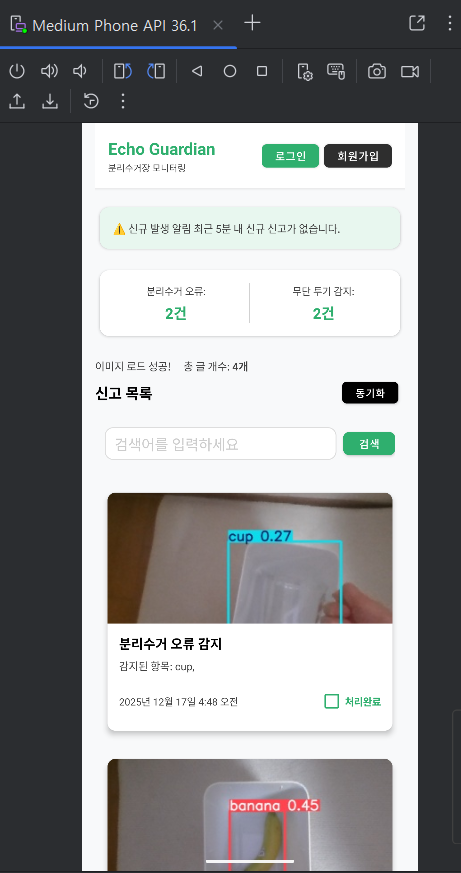 Medium Phone API 36.1
Echo Guardian
분리수거장 모니터링
로그인
회원가입
⚠️ 신규 발생 알림 최근 5분 내 신규 신고가 없습니다.
분리수거 오류:
2건
무단 투기 감지:
2건
이미지 로드 성공! 총 글 개수: 4개
신고 목록
동기화
검색어를 입력하세요
검색
cup 0.27
분리수거 오류 감지
감지된 항목: cup,
2025년 12월 17일 4:48 오전
처리완료
banana 0.45